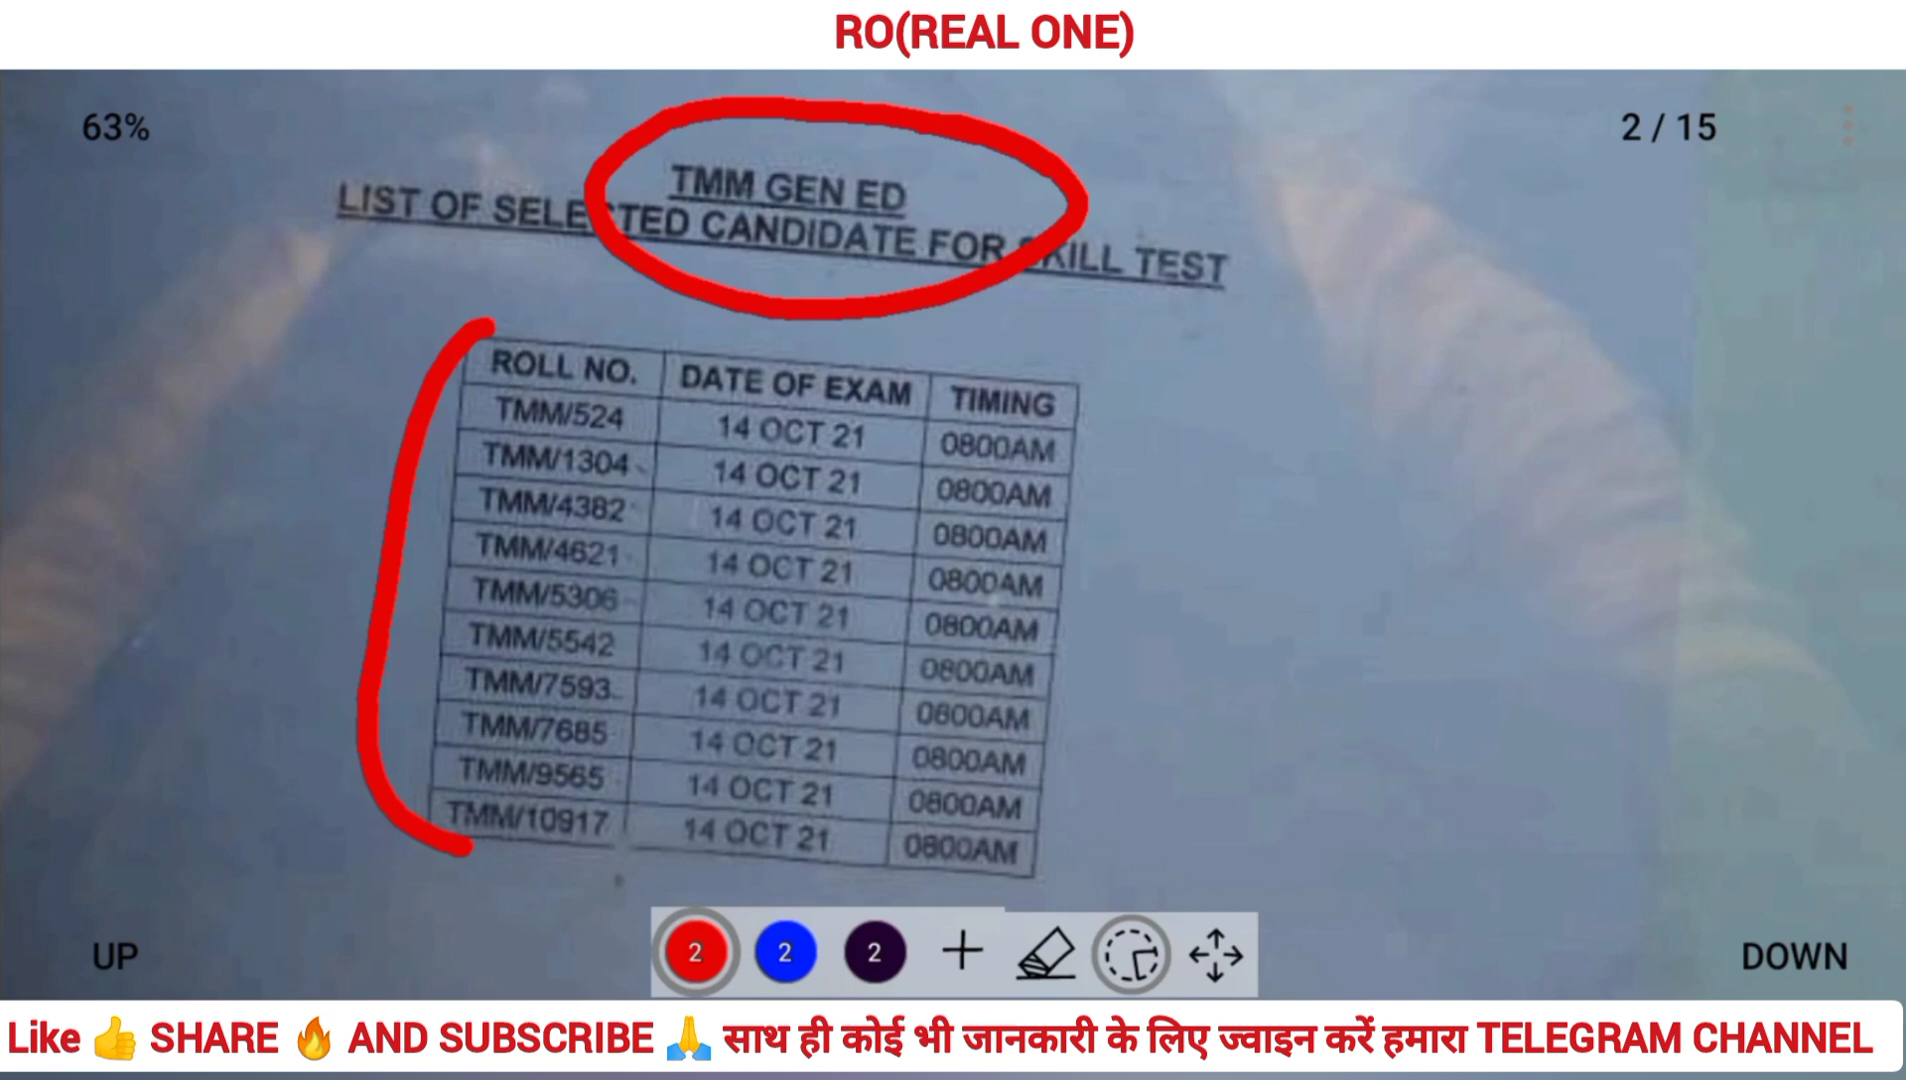 RO(REAL ONE)
63%
2 / 15
TMM GEN ED
LIST OF SELECTED CANDIDATE FOR SKILL TEST
ROLL NO. DATE OF EXAM TIMING
TMM/524 14 OCT 21 0800AM
TMM/1304 14 OCT 21 0800AM
TMM/4382 14 OCT 21 0800AM
TMM/4621 14 OCT 21 0800AM
TMM/5306 14 OCT 21 0800AM
TMM/5542 14 OCT 21 0800AM
TMM/7593 14 OCT 21 0800AM
TMM/7685 14 OCT 21 0800AM
TMM/9565 14 OCT 21 0800AM
TMM/10917 14 OCT 21 0800AM
UP
2 2 2
DOWN
Like 👍 SHARE 🔥 AND SUBSCRIBE 🙏 साथ ही कोई भी जानकारी के लिए ज्वाइन करें हमारा TELEGRAM CHANNEL